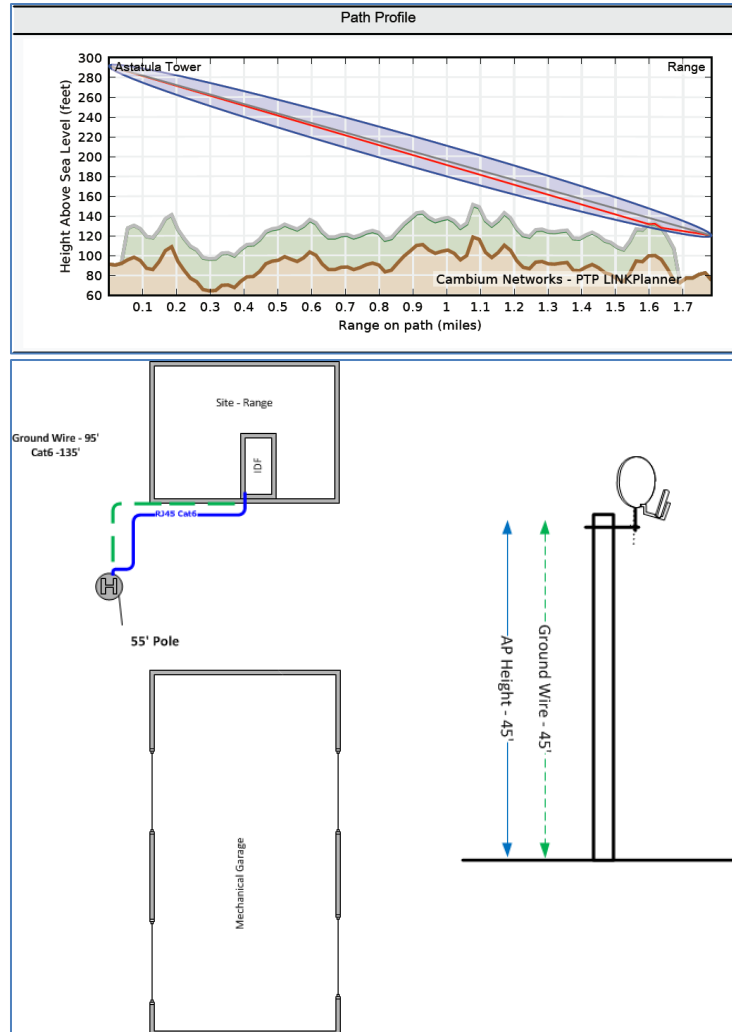 Path Profile
Astatula Tower
Range
300
280
260
240
220
200
180
160
140
120
100
80
60
Height Above Sea Level (feet)
Cambium Networks - PTP LINKPlanner
0.1 0.2 0.3 0.4 0.5 0.6 0.7 0.8 0.9 1 1.1 1.2 1.3 1.4 1.5 1.6 1.7
Range on path (miles)
Site - Range
Ground Wire - 95'
Cat6 -135'
IDF
RJ45 Cat6
H
55' Pole
AP Height - 45'
Ground Wire - 45'
Mechanical Garage